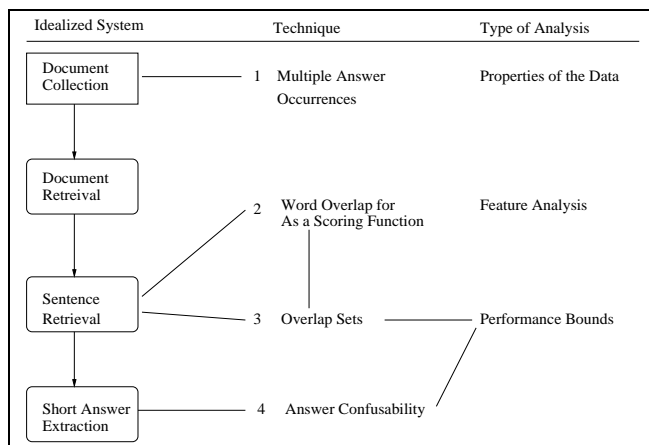 Idealized System Technique Type of Analysis
Document
Collection
1 Multiple Answer
Occurrences
Properties of the Data
Document
Retreival
2 Word Overlap for
As a Scoring Function
Feature Analysis
Sentence
Retrieval
3 Overlap Sets
Performance Bounds
Short Answer
Extraction
4 Answer Confusability